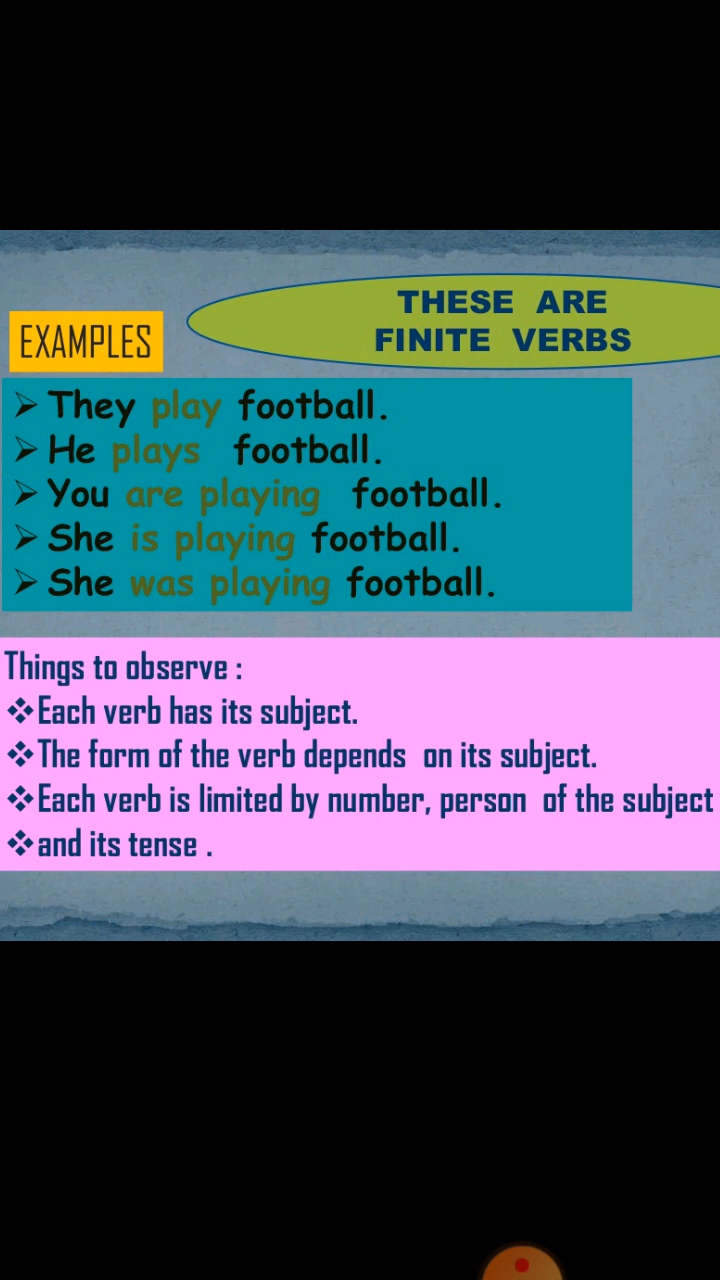 THESE ARE
FINITE VERBS
EXAMPLES
➢ They play football.
➢ He plays football.
➢ You are playing football.
➢ She is playing football.
➢ She was playing football.
Things to observe :
❖Each verb has its subject.
❖The form of the verb depends on its subject.
❖Each verb is limited by number, person of the subject
❖and its tense .